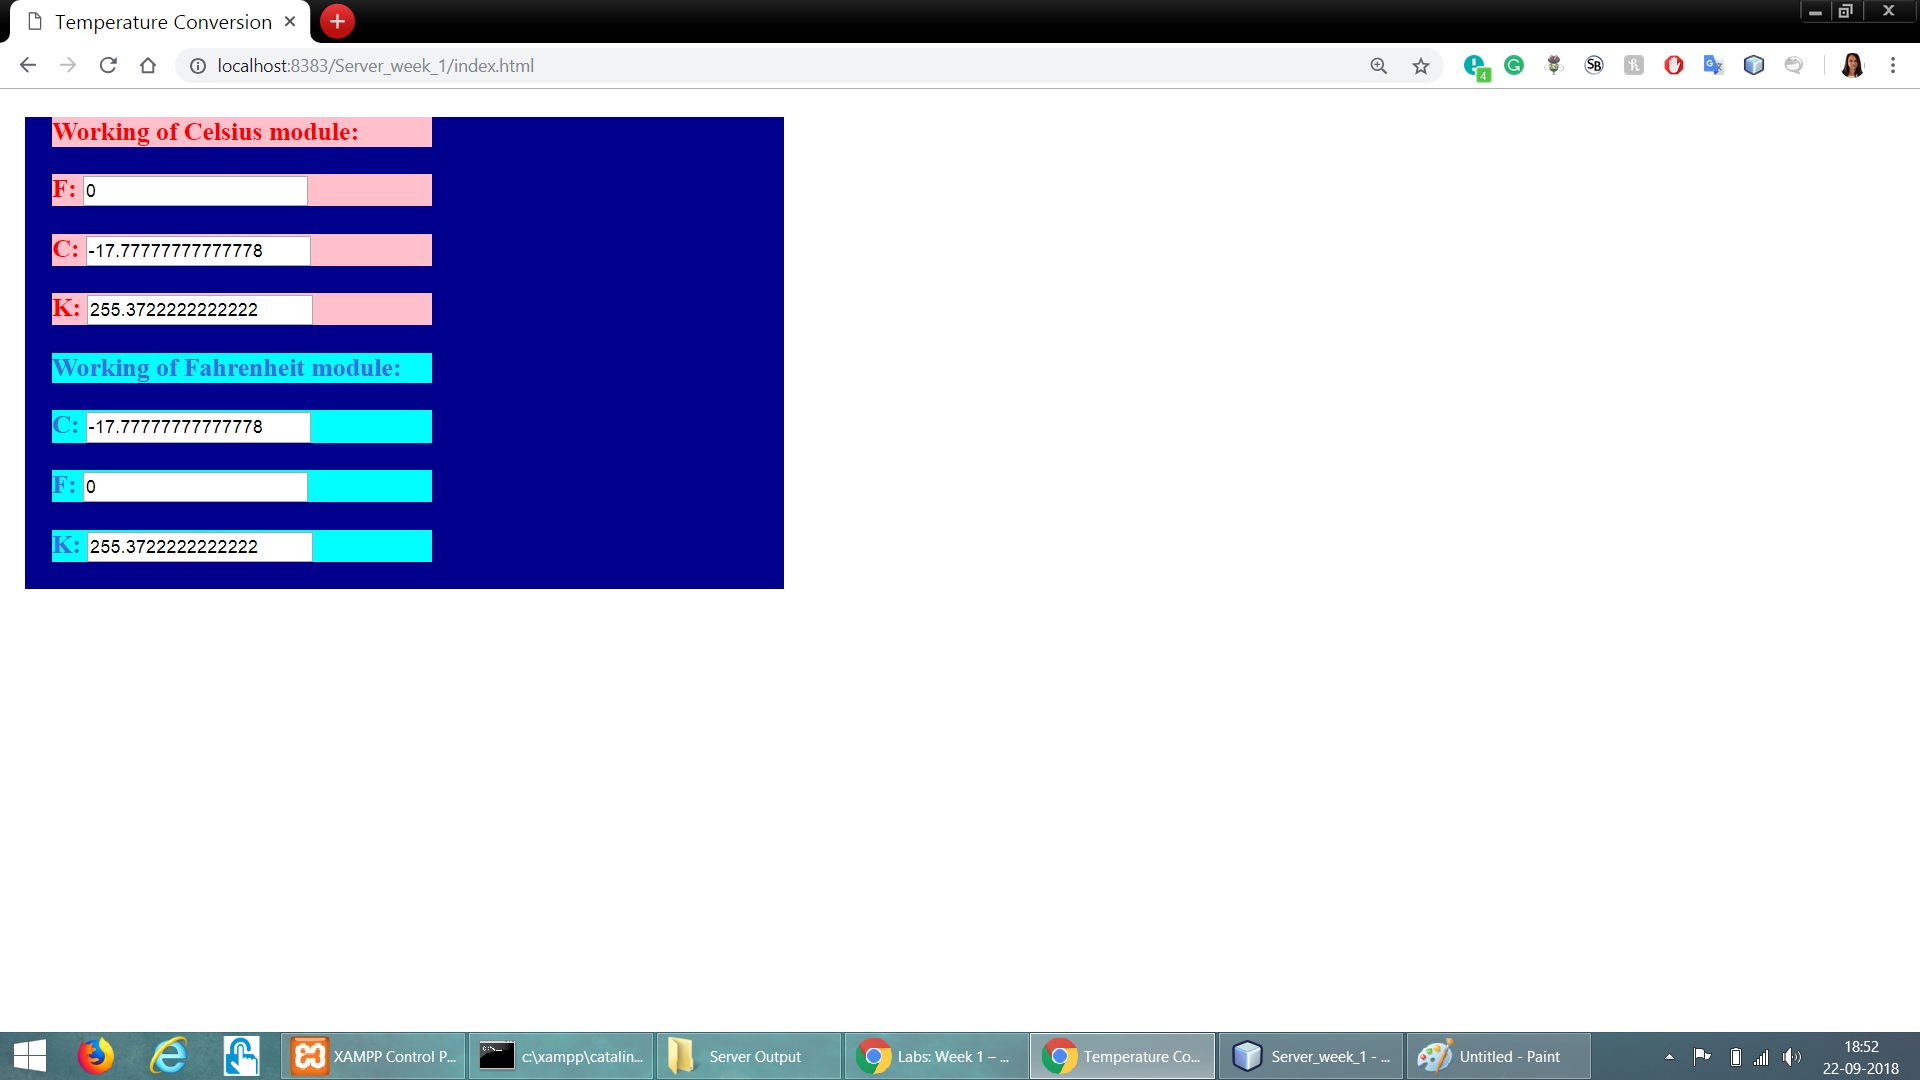 Temperature Conversion
localhost:8383/Server_week_1/index.html
4
G
SB
h
G
Working of Celsius module:
F: 0
C: -17.77777777777778
K: 255.3722222222222
Working of Fahrenheit module:
C: -17.77777777777778
F: 0
K: 255.3722222222222
XAMPP Control P...
c:\xampp\catalin...
Server Output
Labs: Week 1 – ...
Temperature Co...
Server_week_1 - ...
Untitled - Paint
18:52
22-09-2018